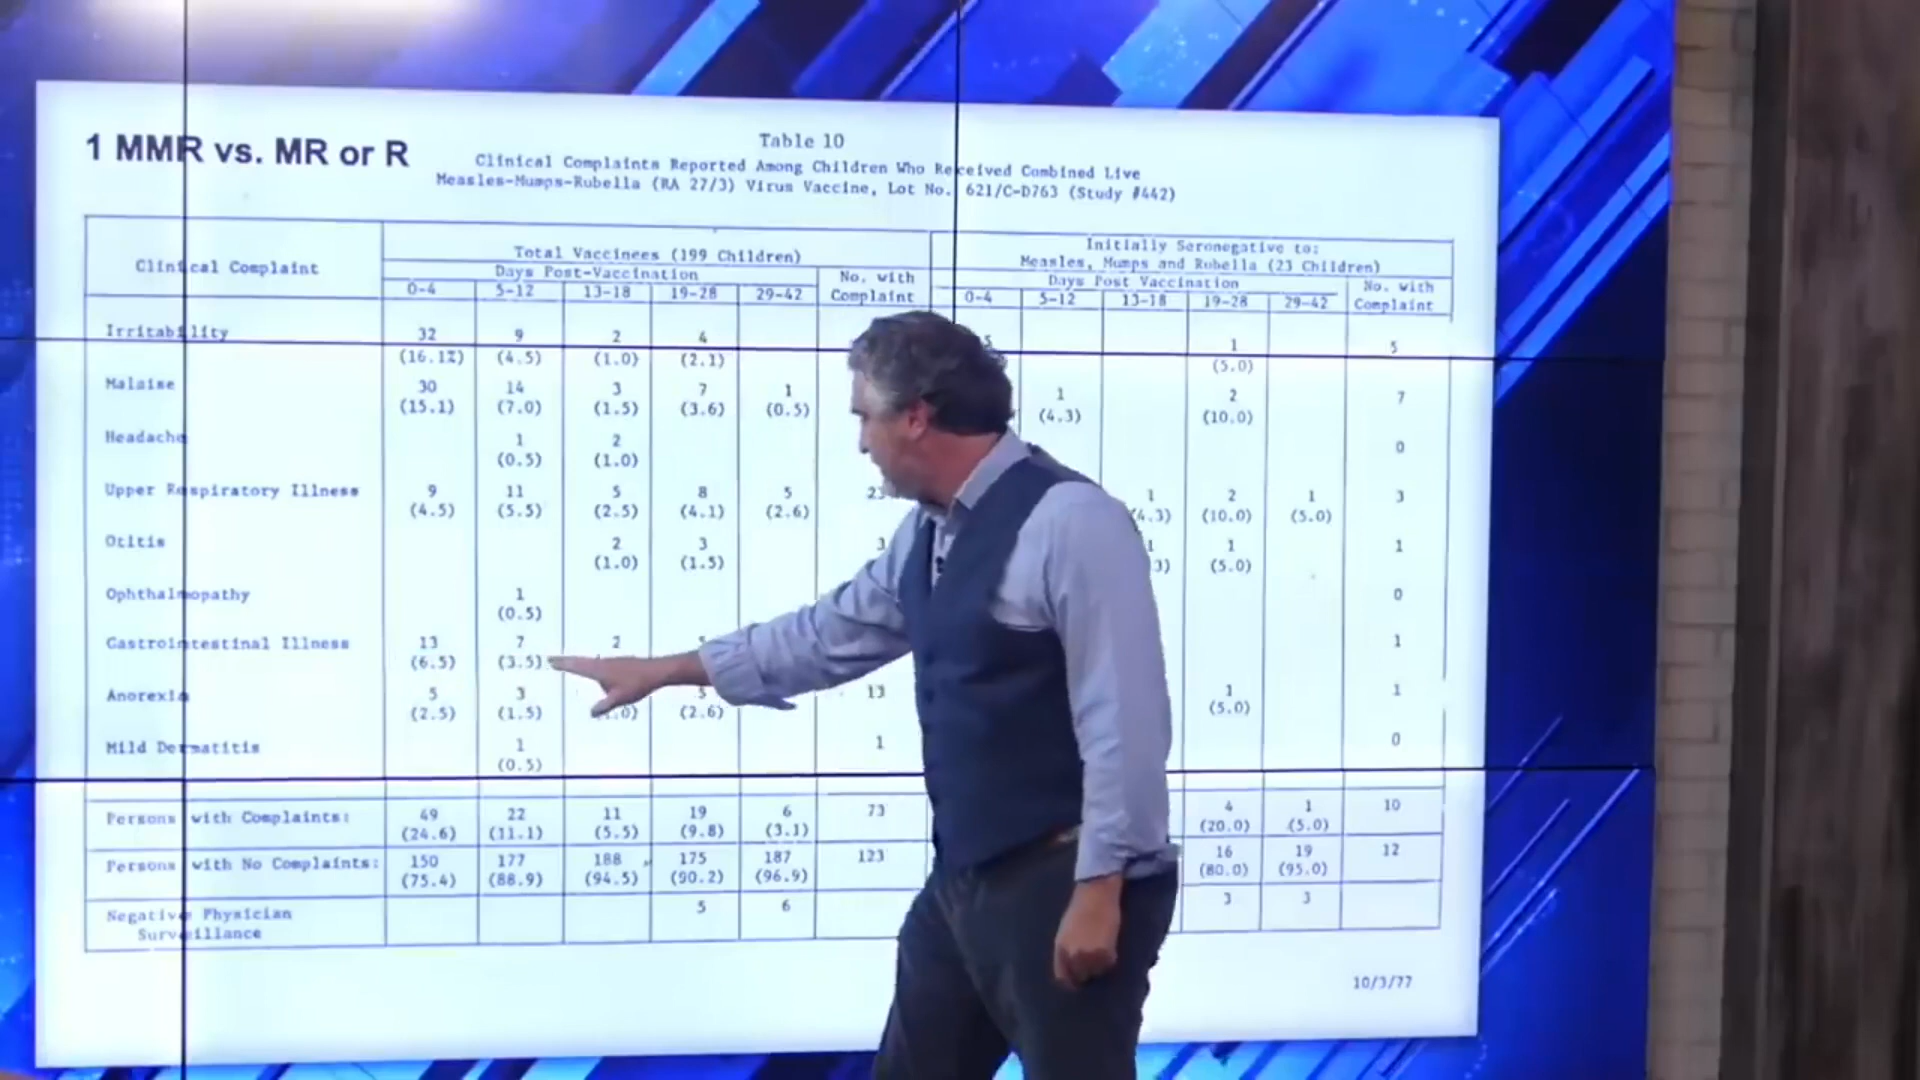 1 MMR vs. MR or R
Table 10
Clinical Complaints Reported Among Children Who Received Combined Live
Measles-Mumps-Rubella (RA 27/3) Virus Vaccine, Lot No. 621/C-D763 (Study #442)
Clinical Complaint
Total Vaccinees (199 Children)
Initially Seronegative to:
Measles, Mumps and Rubella (23 Children)
Days Post-Vaccination
No. with
Complaint
Days Post Vaccination
No. with
Complaint
0-4 5-12 13-18 19-28 29-42 0-4 5-12 13-18 19-28 29-42
Irritability 32 9 2 4 1 5
(16.1%) (4.5) (1.0) (2.1) (5.0)
Malaise 30 14 3 7 1 1 2 7
(15.1) (7.0) (1.5) (3.6) (0.5) (4.3) (10.0)
Headache 1 2 0
(0.5) (1.0)
Upper Respiratory Illness 9 11 5 8 5 1 2 1 3
(4.5) (5.5) (2.5) (4.1) (2.6) (10.0) (5.0)
Otitis 2 3 3 1 1
(1.0) (1.5) (5.0)
Ophthalmopathy 1 0
(0.5)
Gastrointestinal Illness 13 7 2 1
(6.5) (3.5)
Anorexia 5 3 5 13 1 1
(2.5) (1.5) (2.6) (5.0)
Mild Dermatitis 1 1 0
(0.5)
Persons with Complaints: 49 22 11 19 6 73 4 1 10
(24.6) (11.1) (5.5) (9.8) (3.1) (20.0) (5.0)
Persons with No Complaints: 150 177 188 175 187 123 16 19 12
(75.4) (88.9) (94.5) (90.2) (96.9) (80.0) (95.0)
Negative Physician 5 6 3 3
Surveillance
10/3/77